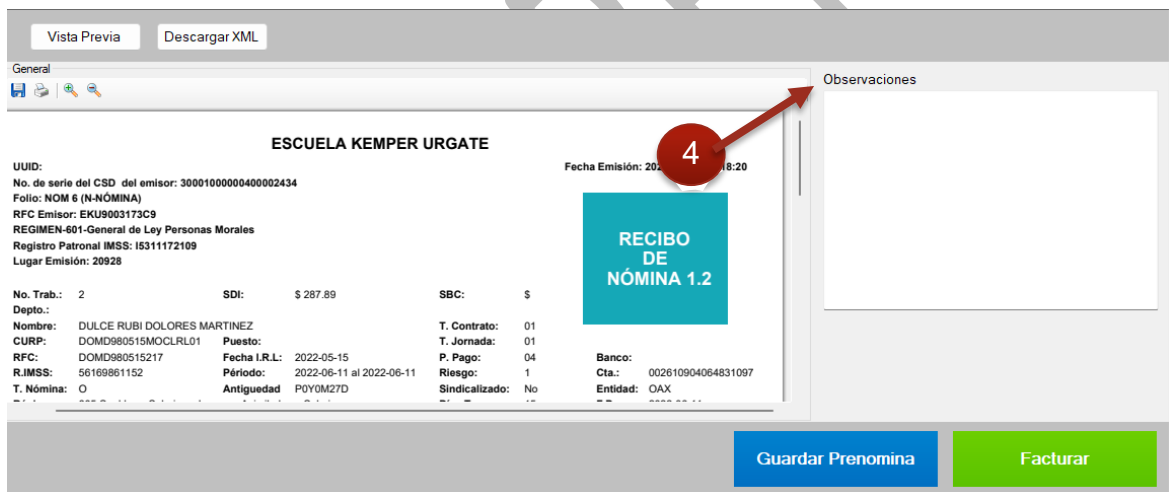 Vista Previa Descargar XML
General
Observaciones
4
ESCUELA KEMPER URGATE
UUID: Fecha Emisión: 202 8:20
No. de serie del CSD del emisor: 30001000000400002434
Folio: NOM 6 (N-NÓMINA)
RFC Emisor: EKU9003173C9
REGIMEN-601-General de Ley Personas Morales
Registro Patronal IMSS: I5311172109
Lugar Emisión: 20928
RECIBO
DE
NÓMINA 1.2
No. Trab.: 2 SDI: $ 287.89 SBC: $
Depto.:
Nombre: DULCE RUBI DOLORES MARTINEZ T. Contrato: 01
CURP: DOMD980515MOCLRL01 Puesto: T. Jornada: 01
RFC: DOMD980515217 Fecha I.R.L: 2022-05-15 P. Pago: 04 Banco:
R.IMSS: 56169861152 Período: 2022-06-11 al 2022-06-11 Riesgo: 1 Cta.: 002610904064831097
T. Nómina: O Antiguedad P0Y0M27D Sindicalizado: No Entidad: OAX
Guardar Prenomina Facturar